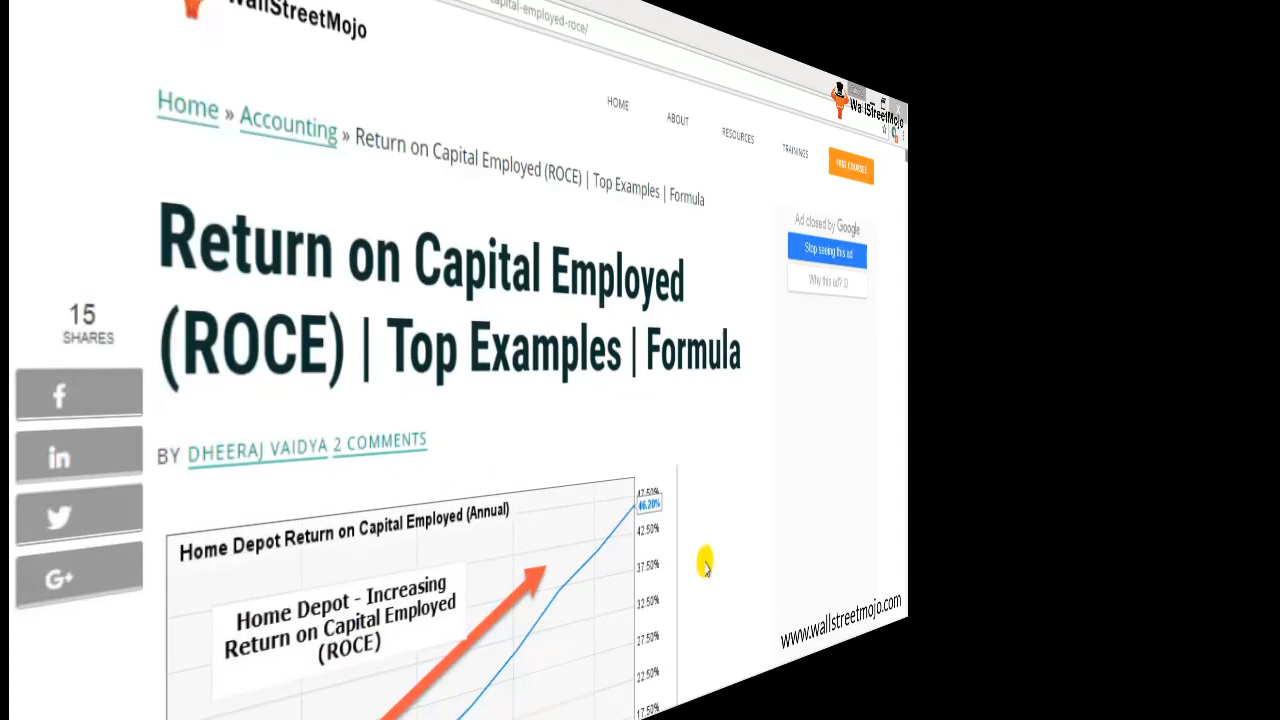 WallStreetMojo
capital-employed-roce/
WallStreetMojo
HOME
ABOUT
RESOURCES
TRAININGS
FREE COURSES
Home » Accounting » Return on Capital Employed (ROCE) | Top Examples | Formula
Return on Capital Employed
(ROCE) | Top Examples | Formula
Ad closed by Google
Stop seeing this ad
Why this ad?
15
SHARES
f
in
G+
BY DHEERAJ VAIDYA 2 COMMENTS
Home Depot Return on Capital Employed (Annual)
Home Depot - Increasing
Return on Capital Employed
(ROCE)
47.50%
46.20%
42.50%
37.50%
32.50%
27.50%
22.50%
17.50%
www.wallstreetmojo.com